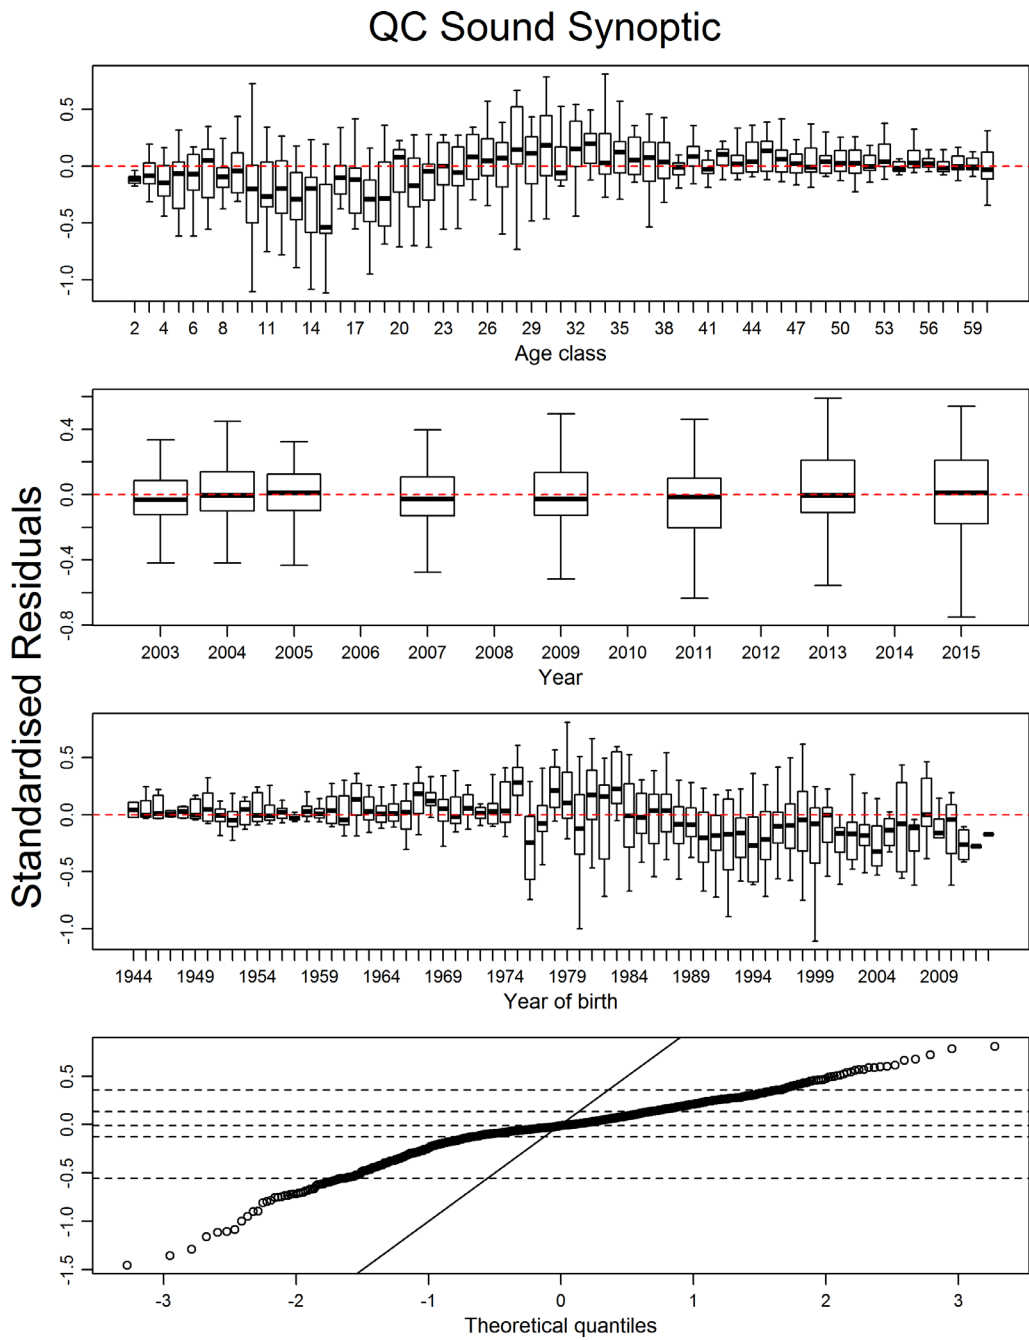 QC Sound Synoptic
Standardised Residuals
0.5
0.0
-0.5
-1.0
2 4 6 8 11 14 17 20 23 26 29 32 35 38 41 44 47 50 53 56 59
Age class
0.4
0.0
-0.4
-0.8
2003 2004 2005 2006 2007 2008 2009 2010 2011 2012 2013 2014 2015
Year
0.5
0.0
-0.5
-1.0
1944 1949 1954 1959 1964 1969 1974 1979 1984 1989 1994 1999 2004 2009
Year of birth
0.5
0.0
-0.5
-1.0
-1.5
-3 -2 -1 0 1 2 3
Theoretical quantiles